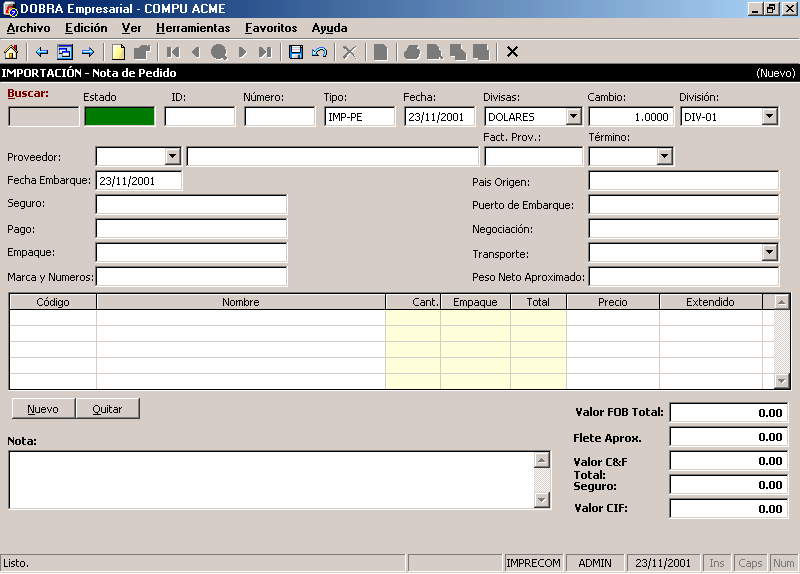 DOBRA Empresarial - COMPU ACME
Archivo Edición Ver Herramientas Favoritos Ayuda
IMPORTACIÓN - Nota de Pedido (Nuevo)
Buscar: Estado ID: Número: Tipo: Fecha: Divisas: Cambio: División:
IMP-PE 23/11/2001 DOLARES 1.0000 DIV-01
Fact. Prov.: Término:
Proveedor:
Fecha Embarque: 23/11/2001 Pais Origen:
Seguro: Puerto de Embarque:
Pago: Negociación:
Empaque: Transporte:
Marca y Numeros: Peso Neto Aproximado:
Código Nombre Cant. Empaque Total Precio Extendido
Nuevo Quitar
Valor FOB Total: 0.00
Flete Aprox. 0.00
Nota:
Valor C&F 0.00
Total:
Seguro: 0.00
Valor CIF: 0.00
Listo. IMPRECOM ADMIN 23/11/2001 Ins Caps Num